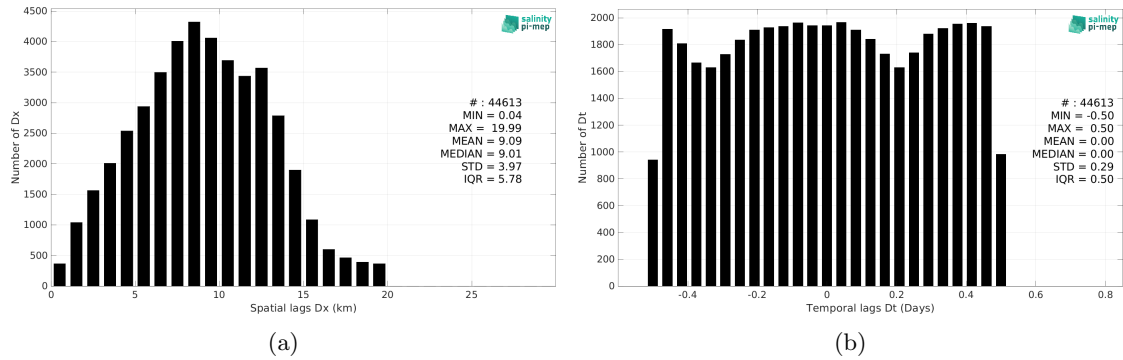 4500
4000
3500
3000
2500
2000
1500
1000
500
0
Number of Dx
0
5
10
15
20
25
Spatial lags Dx (km)
salinity
pi-mep
# : 44613
MIN = 0.04
MAX = 19.99
MEAN = 9.09
MEDIAN = 9.01
STD = 3.97
IQR = 5.78
(a)
2000
1800
1600
1400
1200
1000
800
600
400
200
0
Number of Dt
-0.4
-0.2
0
0.2
0.4
0.6
0.8
Temporal lags Dt (Days)
salinity
pi-mep
# : 44613
MIN = -0.50
MAX = 0.50
MEAN = 0.00
MEDIAN = 0.00
STD = 0.29
IQR = 0.50
(b)